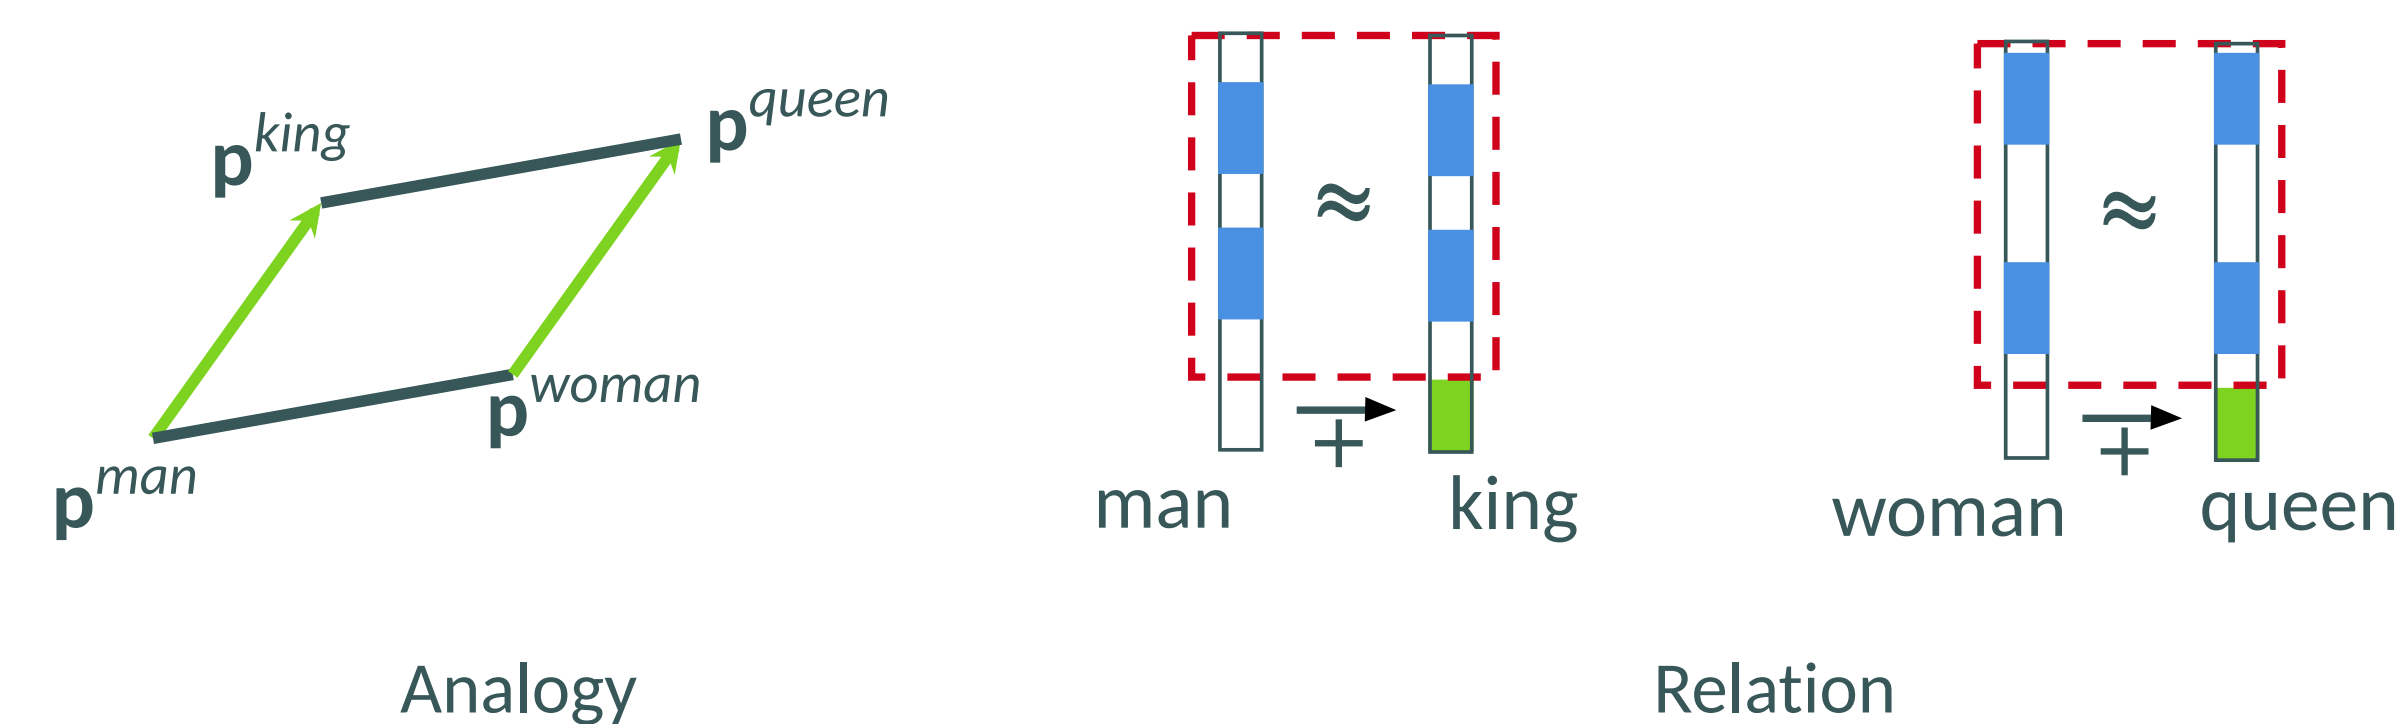 p^king
p^queen
p^woman
p^man
≈
+
man
king
≈
+
woman
queen
Analogy
Relation